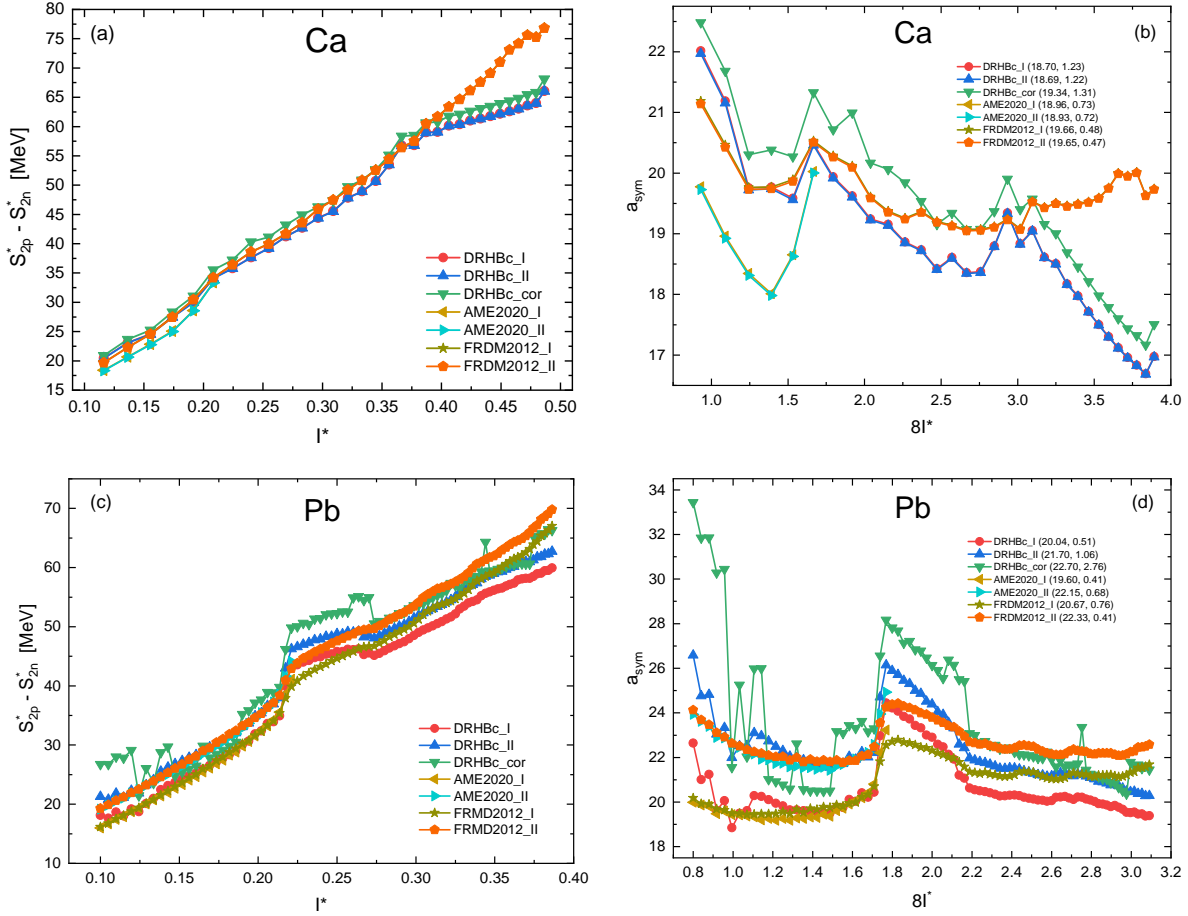 (a)
Ca
S*2p - S*2n [MeV]
80
75
70
65
60
55
50
45
40
35
30
25
20
15
10
DRHBc_I
DRHBc_II
DRHBc_cor
AME2020_I
AME2020_II
FRDM2012_I
FRDM2012_II
0.10 0.15 0.20 0.25 0.30 0.35 0.40 0.45 0.50
I*
Ca
(b)
asym
22
21
20
19
18
17
DRHBc_I (18.70, 1.23)
DRHBc_II (18.69, 1.22)
DRHBc_cor (19.34, 1.31)
AME2020_I (18.96, 0.73)
AME2020_II (18.93, 0.72)
FRDM2012_I (19.66, 0.48)
FRDM2012_II (19.65, 0.47)
1.0 1.5 2.0 2.5 3.0 3.5 4.0
8I*
(c)
Pb
S*2p - S*2n [MeV]
70
60
50
40
30
20
10
DRHBc_I
DRHBc_II
DRHBc_cor
AME2020_I
AME2020_II
FRMD2012_I
FRMD2012_II
0.10 0.15 0.20 0.25 0.30 0.35 0.40
I*
Pb
(d)
asym
34
32
30
28
26
24
22
20
18
DRHBc_I (20.04, 0.51)
DRHBc_II (21.70, 1.06)
DRHBc_cor (22.70, 2.76)
AME2020_I (19.60, 0.41)
AME2020_II (22.15, 0.68)
FRDM2012_I (20.67, 0.76)
FRDM2012_II (22.33, 0.41)
0.8 1.0 1.2 1.4 1.6 1.8 2.0 2.2 2.4 2.6 2.8 3.0 3.2
8I*